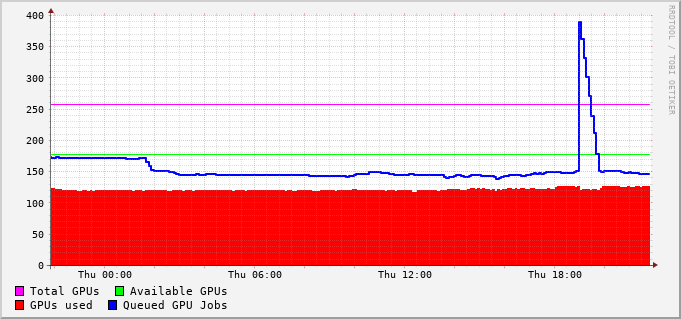 400
350
300
250
200
150
100
50
0
Thu 00:00 Thu 06:00 Thu 12:00 Thu 18:00
Total GPUs Available GPUs
GPUs used Queued GPU Jobs
RRDTOOL / TOBI OETIKER